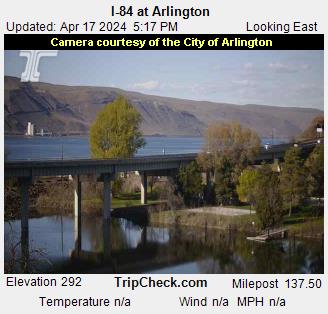 I-84 at Arlington
Updated: Apr 17 2024 5:17 PM Looking East
Camera courtesy of the City of Arlington
Elevation 292 TripCheck.com Milepost 137.50
Temperature n/a Wind n/a MPH n/a